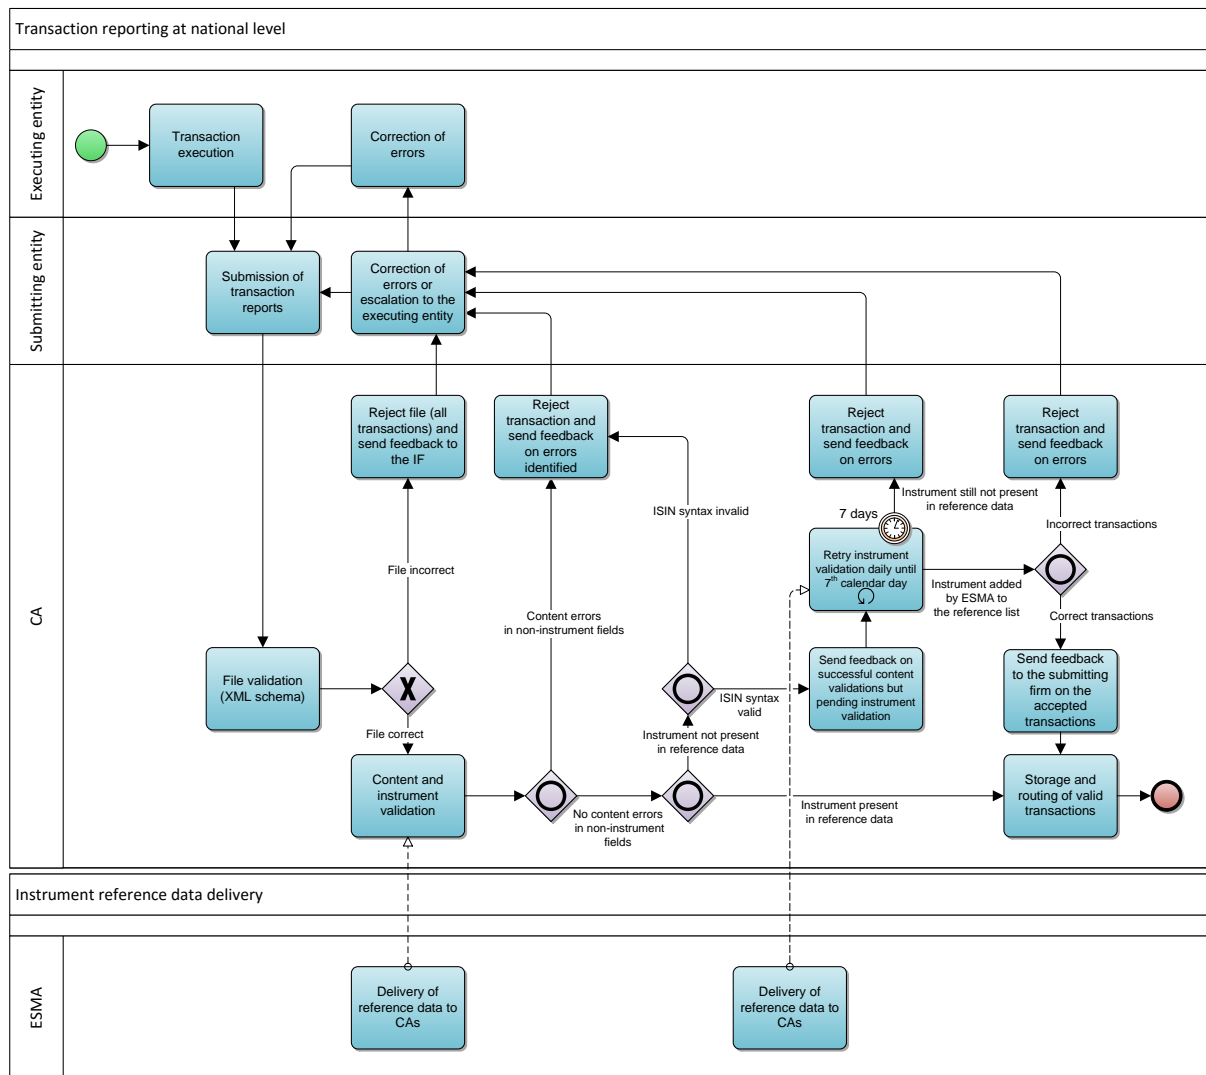 Transaction reporting at national level
Executing entity
Transaction
execution
Correction of
errors
Submitting entity
Submission of
transaction
reports
Correction of
errors or
escalation to the
executing entity
CA
Reject file (all
transactions) and
send feedback to
the IF
Reject
transaction and
send feedback
on errors
identified
Reject
transaction and
send feedback
on errors
Reject
transaction and
send feedback
on errors
ISIN syntax invalid
7 days
Instrument still not present
in reference data
Incorrect transactions
File incorrect
Retry instrument
validation daily until
7th calendar day
Instrument added
by ESMA to
the reference list
Content errors
in non-instrument fields
Correct transactions
File validation
(XML schema)
X
ISIN syntax
valid
Send feedback on
successful content
validations but
pending instrument
validation
Send feedback
to the submitting
firm on the
accepted
transactions
File correct
Instrument not present
in reference data
Content and
instrument
validation
No content errors
in non-instrument
fields
Instrument present
in reference data
Storage and
routing of valid
transactions
Instrument reference data delivery
ESMA
Delivery of
reference data to
CAs
Delivery of
reference data to
CAs